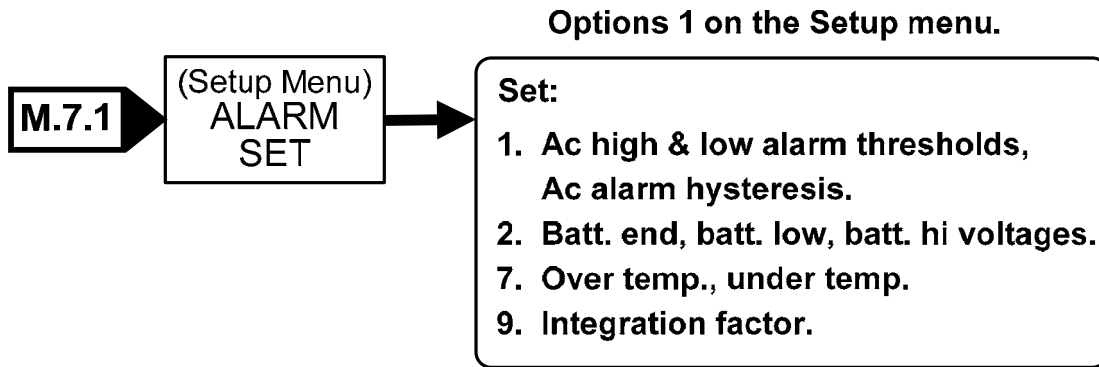 Options 1 on the Setup menu.
M.7.1
(Setup Menu)
ALARM
SET
Set:
1. Ac high & low alarm thresholds,
Ac alarm hysteresis.
2. Batt. end, batt. low, batt. hi voltages.
7. Over temp., under temp.
9. Integration factor.